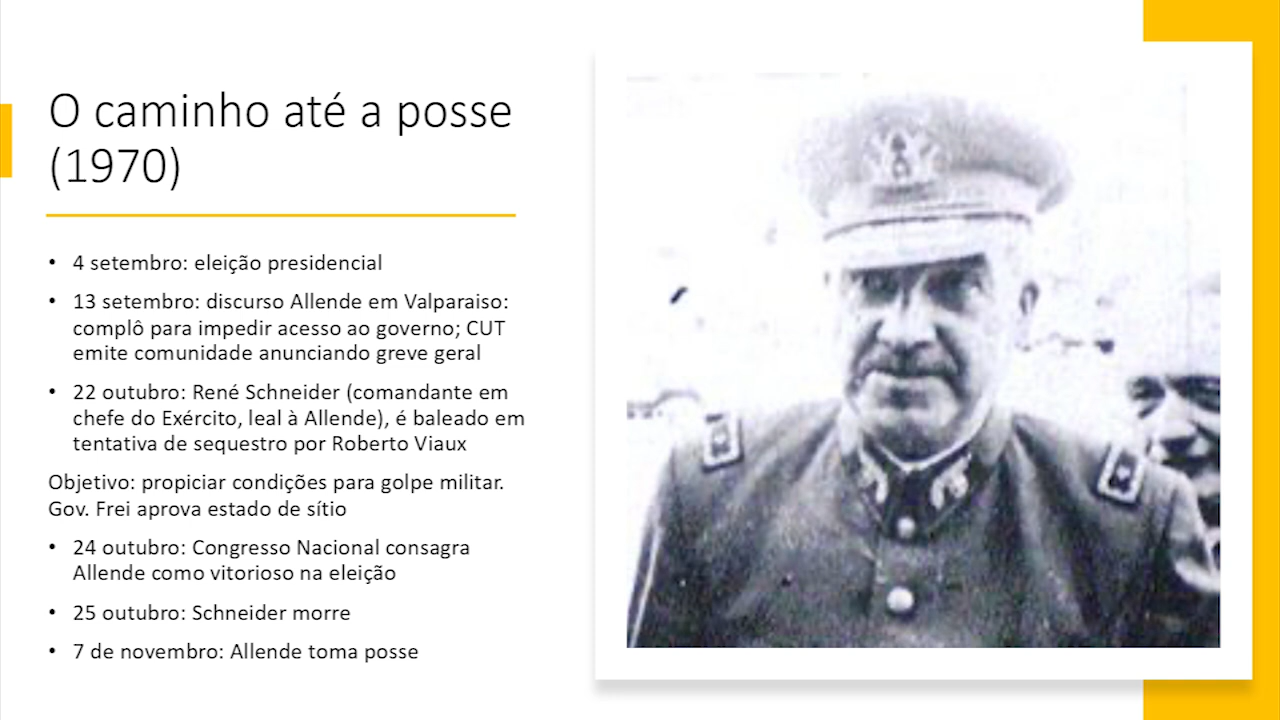 O caminho até a posse
(1970)
• 4 setembro: eleição presidencial
• 13 setembro: discurso Allende em Valparaiso:
complô para impedir acesso ao governo; CUT
emite comunidade anunciando greve geral
• 22 outubro: René Schneider (comandante em
chefe do Exército, leal à Allende), é baleado em
tentativa de sequestro por Roberto Viaux
Objetivo: propiciar condições para golpe militar.
Gov. Frei aprova estado de sítio
• 24 outubro: Congresso Nacional consagra
Allende como vitorioso na eleição
• 25 outubro: Schneider morre
• 7 de novembro: Allende toma posse